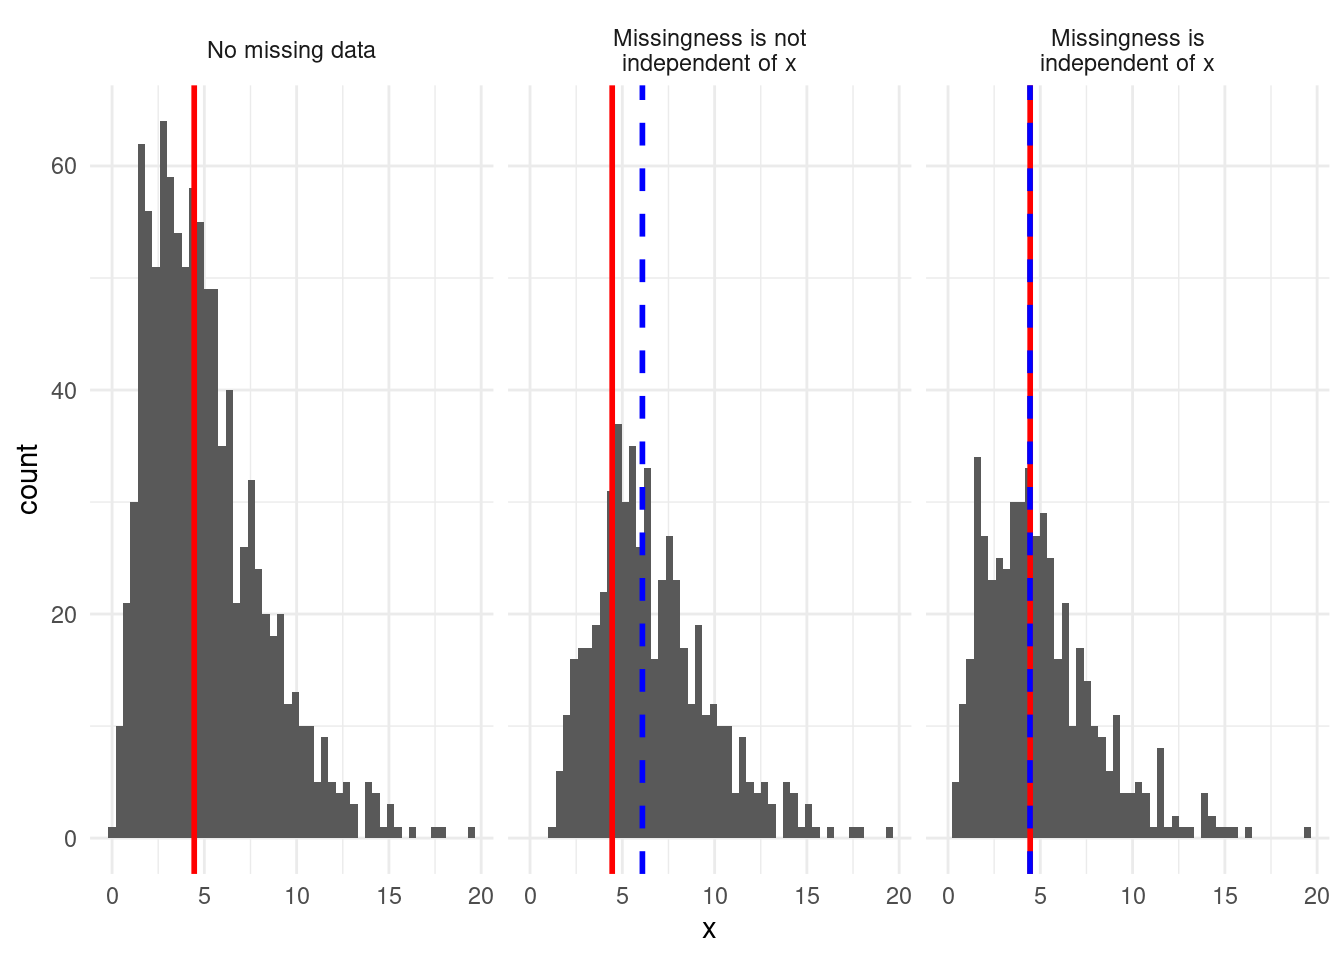 No missing data
Missingness is not
independent of x
Missingness is
independent of x
count
60
40
20
0
0 5 10 15 20
0 5 10 15 20
0 5 10 15 20
x